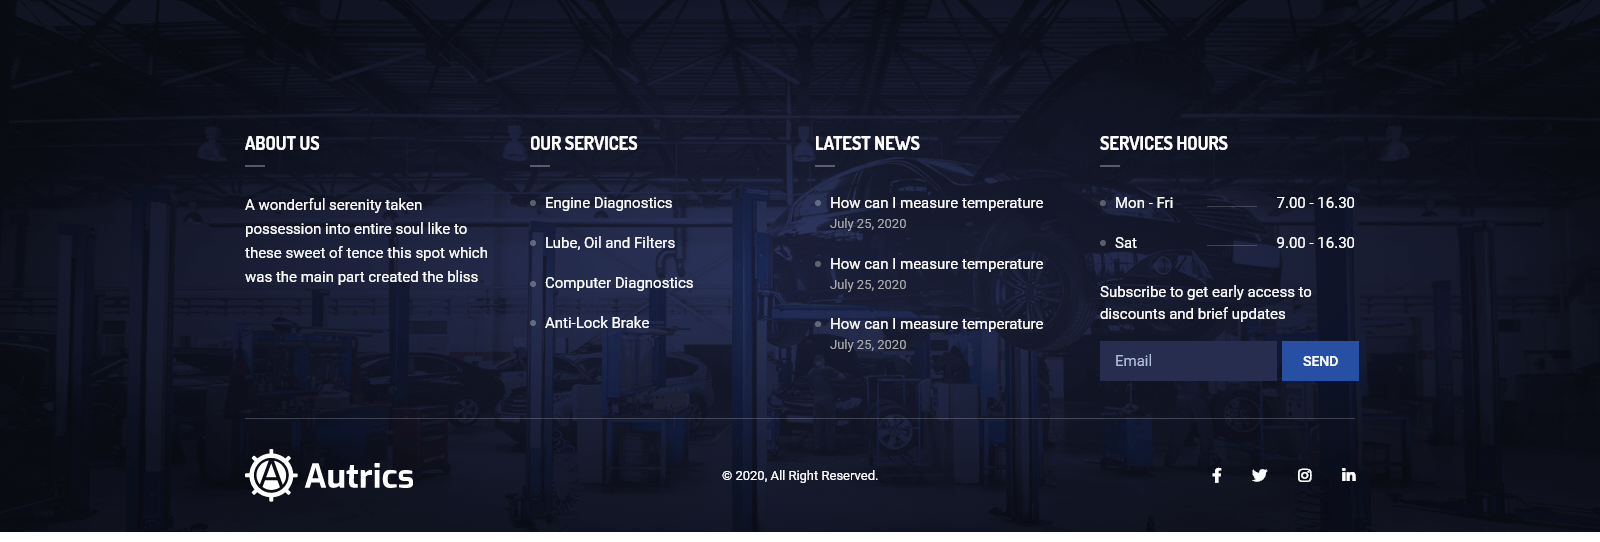 ABOUT US
A wonderful serenity taken
possession into entire soul like to
these sweet of tence this spot which
was the main part created the bliss
OUR SERVICES
Engine Diagnostics
Lube, Oil and Filters
Computer Diagnostics
Anti-Lock Brake
LATEST NEWS
How can I measure temperature
July 25, 2020
How can I measure temperature
July 25, 2020
How can I measure temperature
July 25, 2020
SERVICES HOURS
Mon - Fri 7.00 - 16.30
Sat 9.00 - 16.30
Subscribe to get early access to
discounts and brief updates
Email SEND
Autrics
© 2020, All Right Reserved.